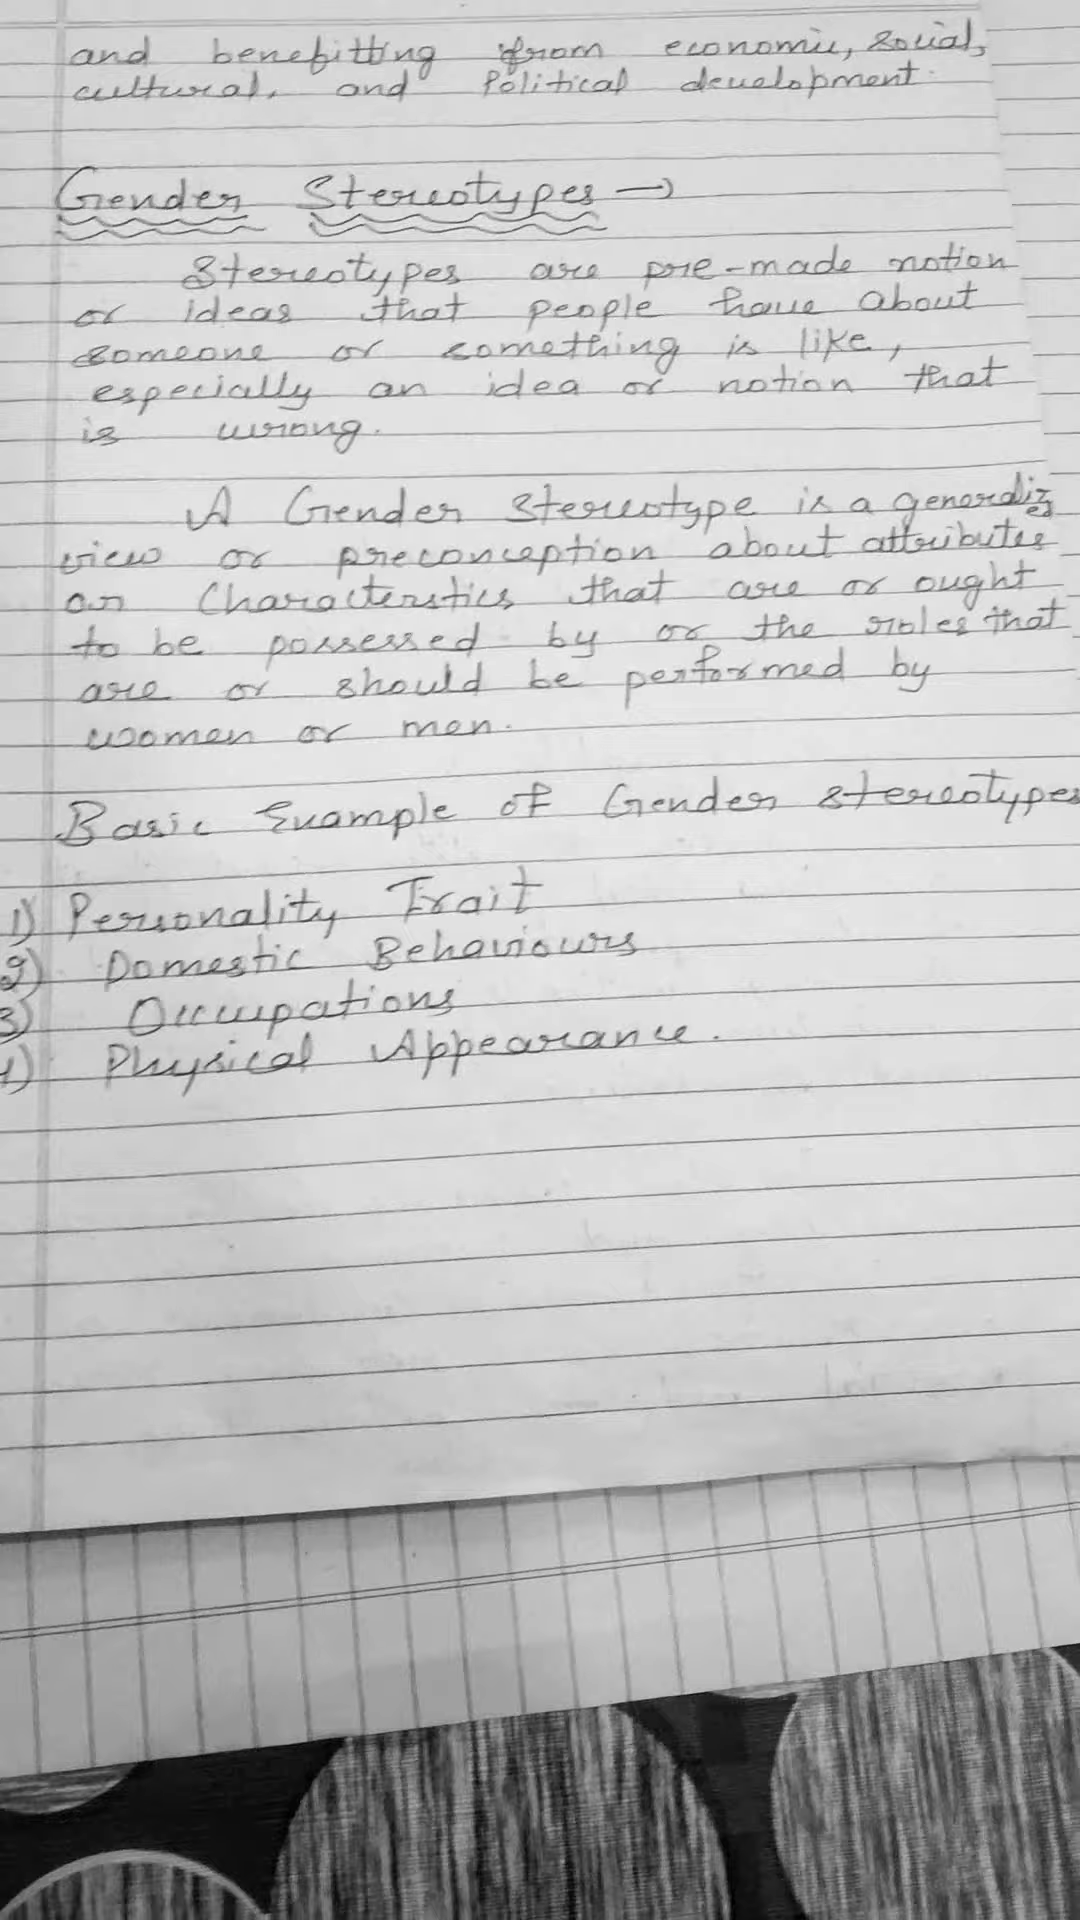 and benefitting from economic, social,
cultural, and Political development.
Gender Stereotypes →
Stereotypes are pre-made notion
or ideas that people have about
someone or something is like,
especially an idea or notion that
is wrong.
A Gender Stereotype is a generalized
view or preconception about attributes
or Characterstics that are or ought
to be possessed by or the roles that
are or should be performed by
women or men.
Basic Example of Gender stereotypes
1) Personality Trait
2) Domestic Behaviours
3) Occupations
4) Physical Appearance.